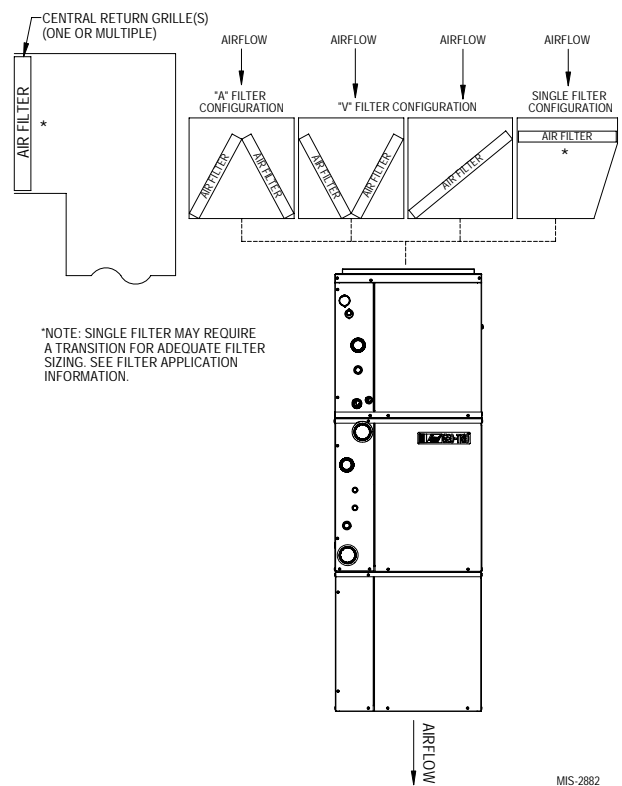 CENTRAL RETURN GRILLE(S)
(ONE OR MULTIPLE)
AIR FILTER
*
AIRFLOW
AIRFLOW
AIRFLOW
AIRFLOW
"A" FILTER
CONFIGURATION
"V" FILTER CONFIGURATION
SINGLE FILTER
CONFIGURATION
AIR FILTER
AIR FILTER
AIR FILTER
AIR FILTER
AIR FILTER
AIR FILTER
*
*NOTE: SINGLE FILTER MAY REQUIRE
A TRANSITION FOR ADEQUATE FILTER
SIZING. SEE FILTER APPLICATION
INFORMATION.
AIRFLOW
MIS-2882